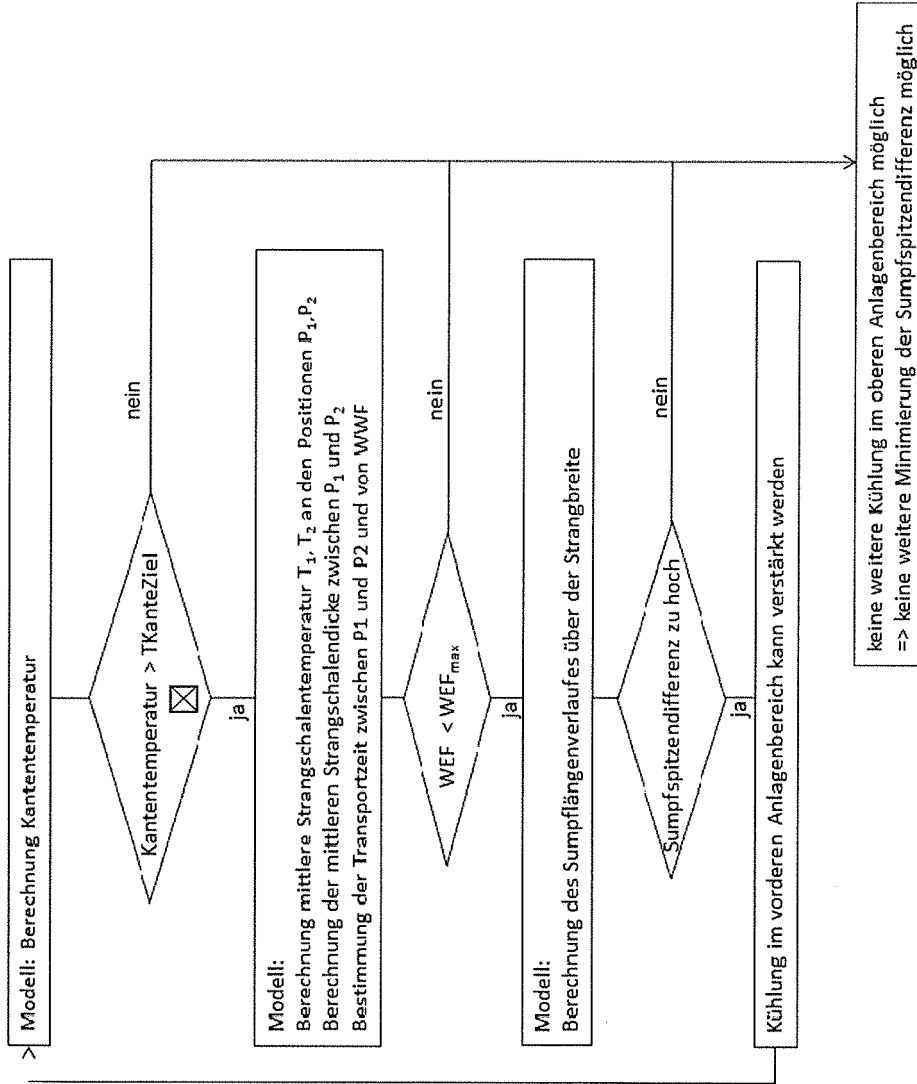 Modell: Berechnung Kantentemperatur
Kantentemperatur > TKanteZiel
nein
ja
Modell:
Berechnung mittlere Strangschalentemperatur T₁, T₂ an den Positionen P₁,P₂
Berechnung der mittleren Strangschalendicke zwischen P₁ und P₂
Bestimmung der Transportzeit zwischen P1 und P2 und von WWF
WEF < WEFmax
nein
ja
Modell:
Berechnung des Sumpflängenverlaufes über der Strangbreite
Sumpfspitzendifferenz zu hoch
nein
ja
Kühlung im vorderen Anlagenbereich kann verstärkt werden
keine weitere Kühlung im oberen Anlagenbereich möglich
=> keine weitere Minimierung der Sumpfspitzendifferenz möglich